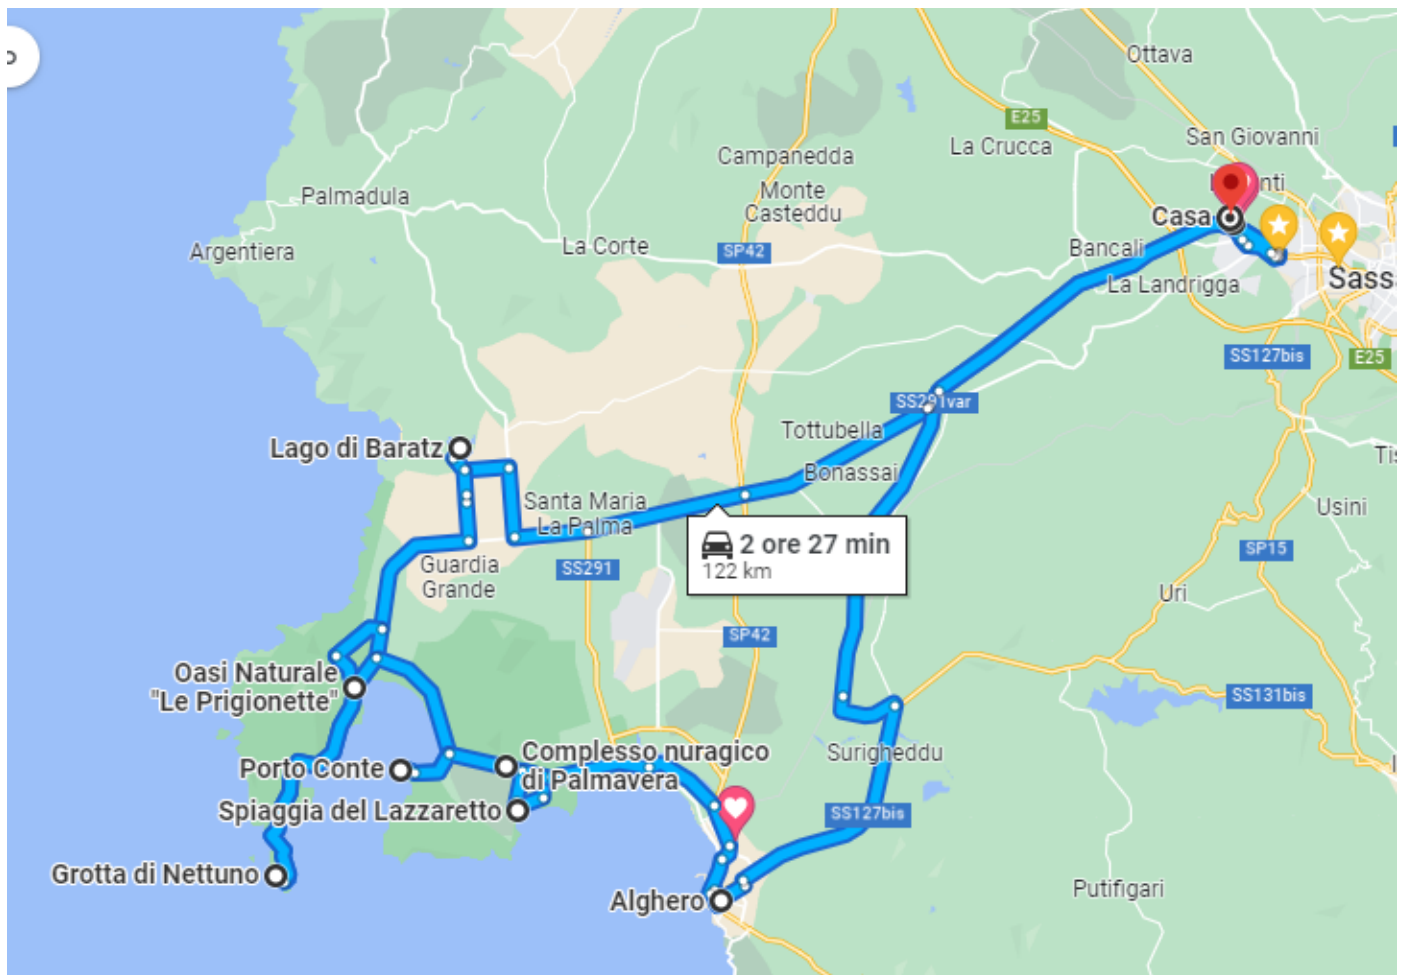 Ottava
E25
San Giovanni
La Crucca
Campanedda
nti
Palmadula
Monte
Casteddu
Casa
La Corte
Bancali
Argentiera
SP42
La Landrigga
Sass
SS127bis
E25
SS291var
Tottubella
Lago di Baratz
Bonassai
Santa Maria
La Palma
Usini
2 ore 27 min
122 km
SP15
Guardia
Grande
SS291
Uri
SP42
Oasi Naturale
"Le Prigionette"
SS131bis
Complesso nuragico
di Palmavera
Surigheddu
Porto Conte
Spiaggia del Lazzaretto
SS127bis
Grotta di Nettuno
Alghero
Putifigari